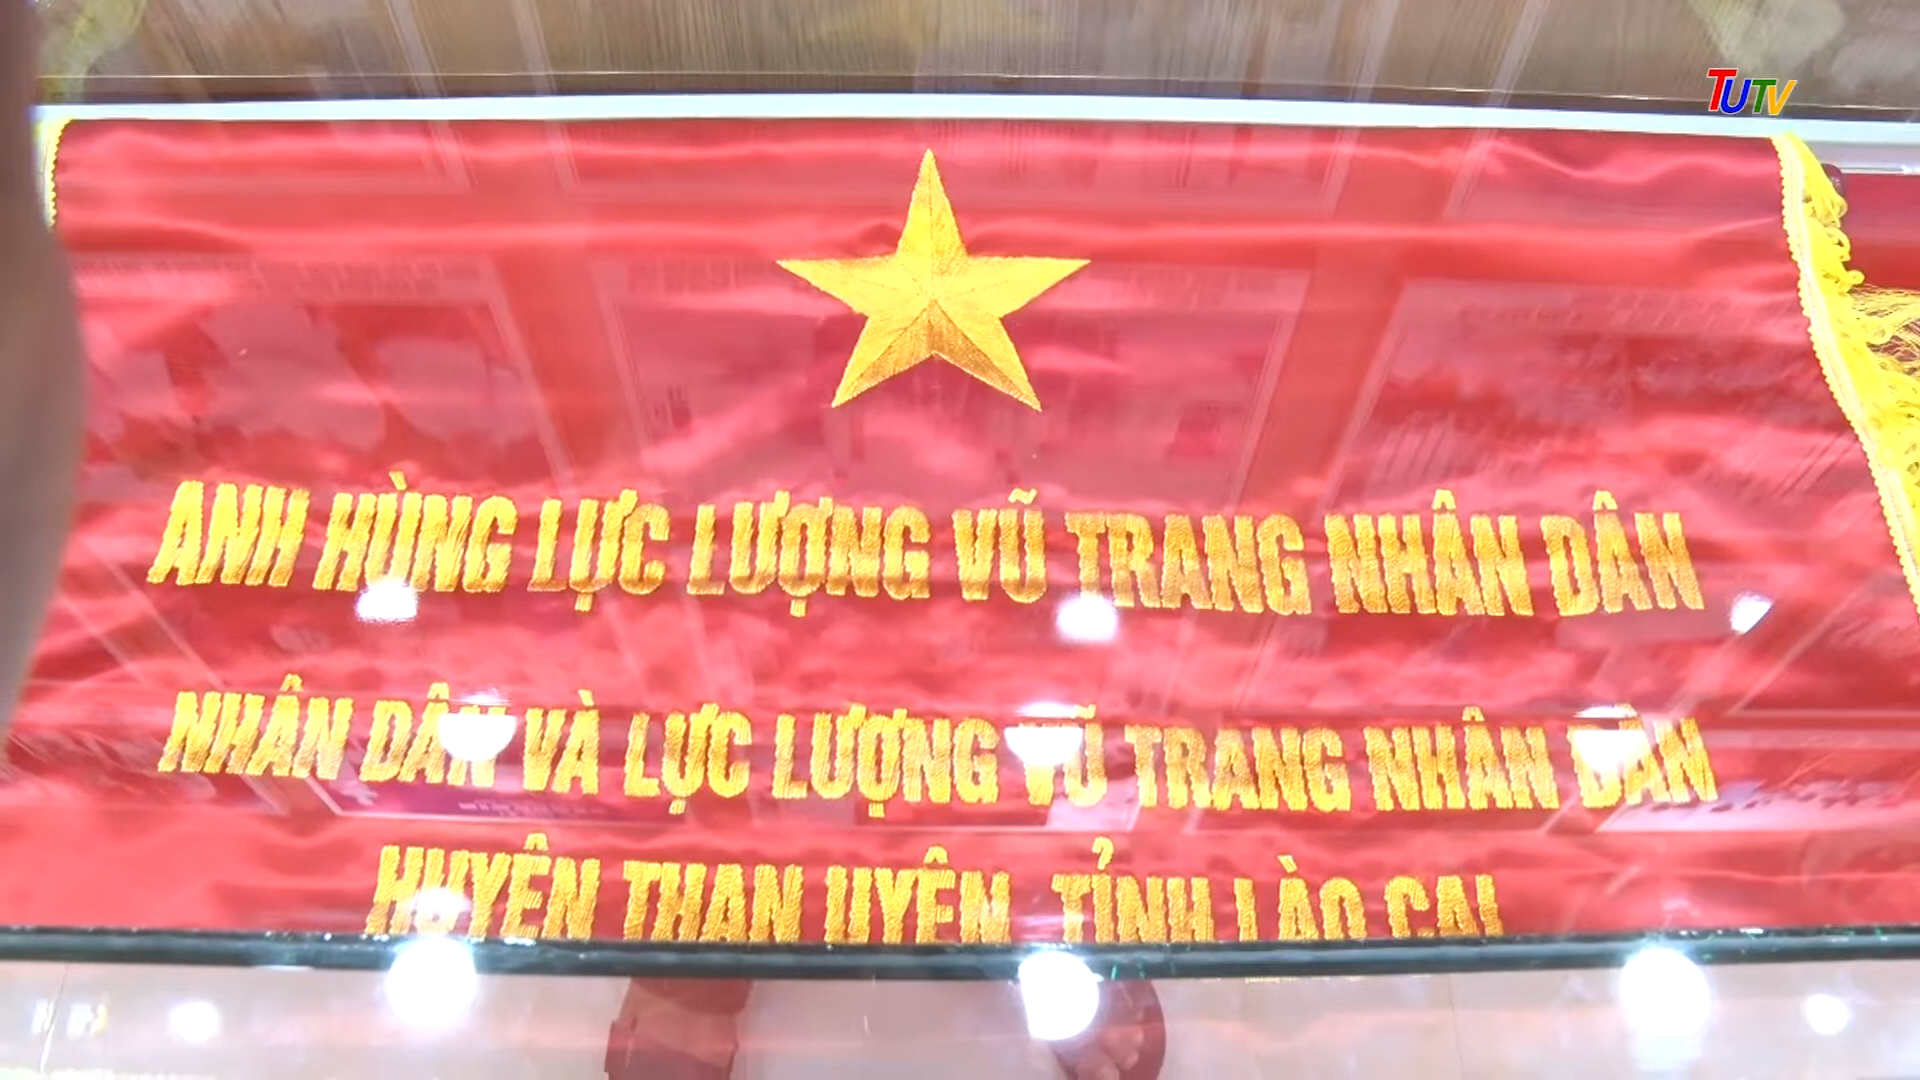 TUTV
ANH HÙNG LỰC LƯỢNG VŨ TRANG NHÂN DÂN
NHÂN DÂN VÀ LỰC LƯỢNG VŨ TRANG NHÂN DÂN
HUYỆN THAN UYÊN, TỈNH LÀO CAI